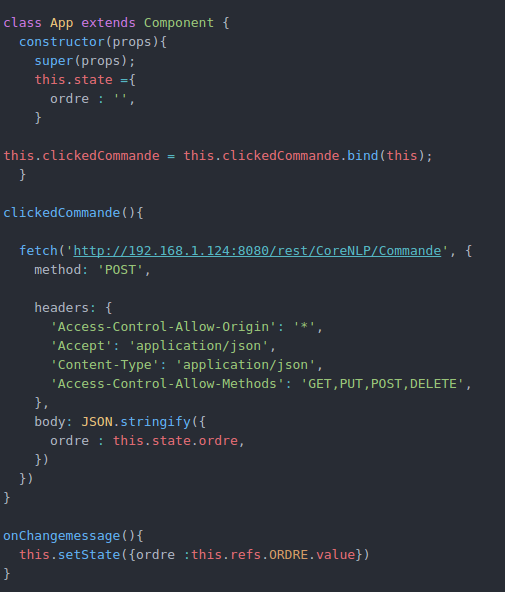 class App extends Component {
constructor(props){
super(props);
this.state ={
ordre : '',
}
this.clickedCommande = this.clickedCommande.bind(this);
}
clickedCommande(){
fetch('http://192.168.1.124:8080/rest/CoreNLP/Commande', {
method: 'POST',
headers: {
'Access-Control-Allow-Origin': '*',
'Accept': 'application/json',
'Content-Type': 'application/json',
'Access-Control-Allow-Methods': 'GET,PUT,POST,DELETE',
},
body: JSON.stringify({
ordre : this.state.ordre,
})
})
}
onChangemessage(){
this.setState({ordre :this.refs.ORDRE.value})
}